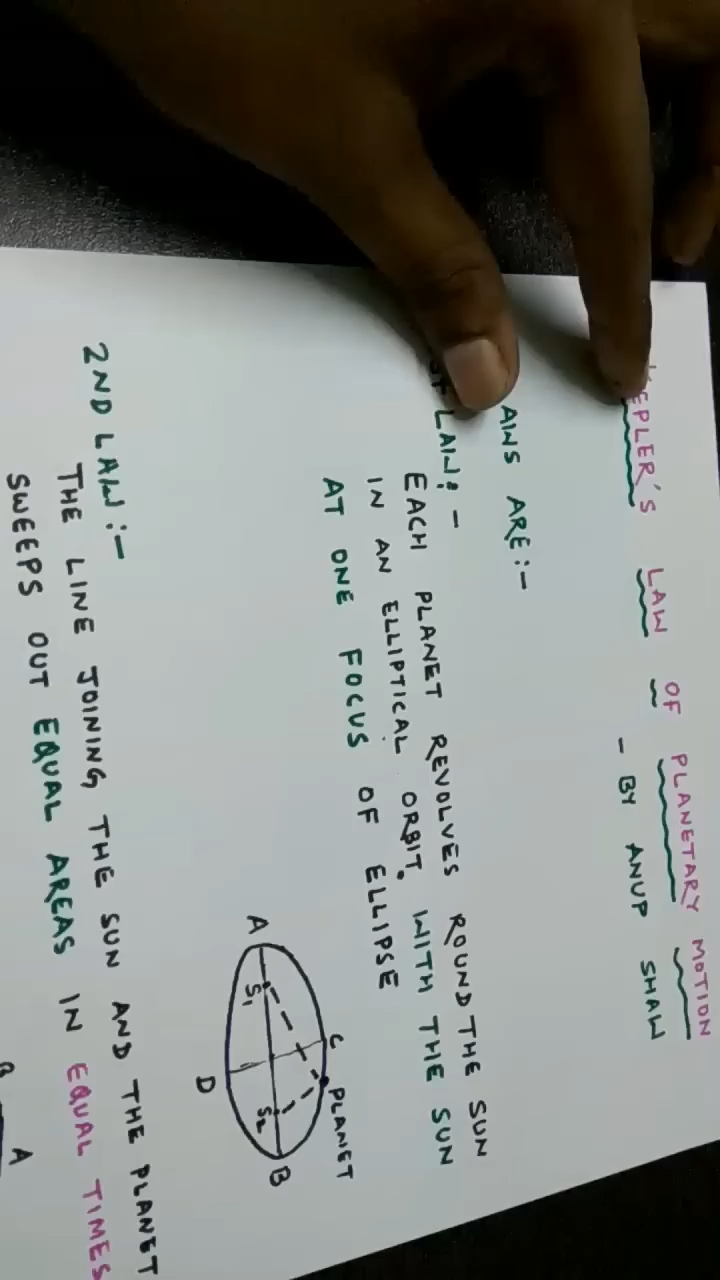 KEPLER'S LAW OF PLANETARY MOTION
- BY ANUP SHAW
ARE:-
LAW:-
EACH PLANET REVOLVES ROUND THE SUN
IN AN ELLIPTICAL ORBIT. WITH THE SUN
AT ONE FOCUS OF ELLIPSE
A
S1
C
PLANET
D
S2
B
2ND LAW:-
THE LINE JOINING THE SUN AND THE PLANET
SWEEPS OUT EQUAL AREAS IN EQUAL TIMES
A